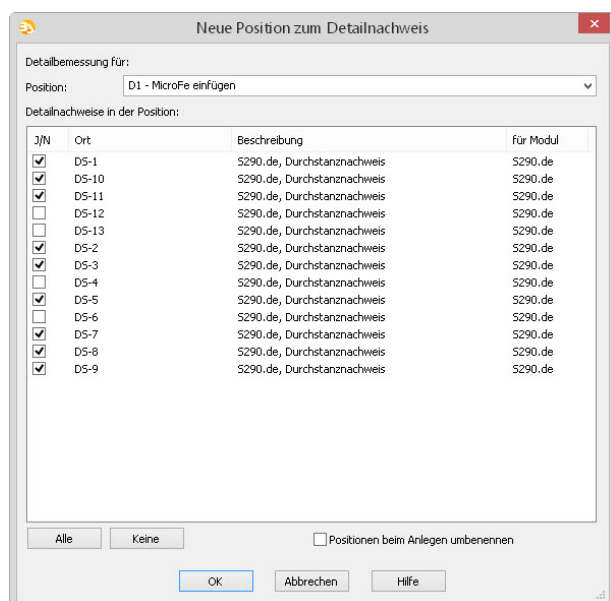 Neue Position zum Detailnachweis
Detailbemessung für:
Position: D1 - MicroFe einfügen
Detailnachweise in der Position:
J/N Ort Beschreibung für Modul
DS-1 S290.de, Durchstanznachweis S290.de
DS-10 S290.de, Durchstanznachweis S290.de
DS-11 S290.de, Durchstanznachweis S290.de
DS-12 S290.de, Durchstanznachweis S290.de
DS-13 S290.de, Durchstanznachweis S290.de
DS-2 S290.de, Durchstanznachweis S290.de
DS-3 S290.de, Durchstanznachweis S290.de
DS-4 S290.de, Durchstanznachweis S290.de
DS-5 S290.de, Durchstanznachweis S290.de
DS-6 S290.de, Durchstanznachweis S290.de
DS-7 S290.de, Durchstanznachweis S290.de
DS-8 S290.de, Durchstanznachweis S290.de
DS-9 S290.de, Durchstanznachweis S290.de
Alle Keine Positionen beim Anlegen umbenennen
OK Abbrechen Hilfe